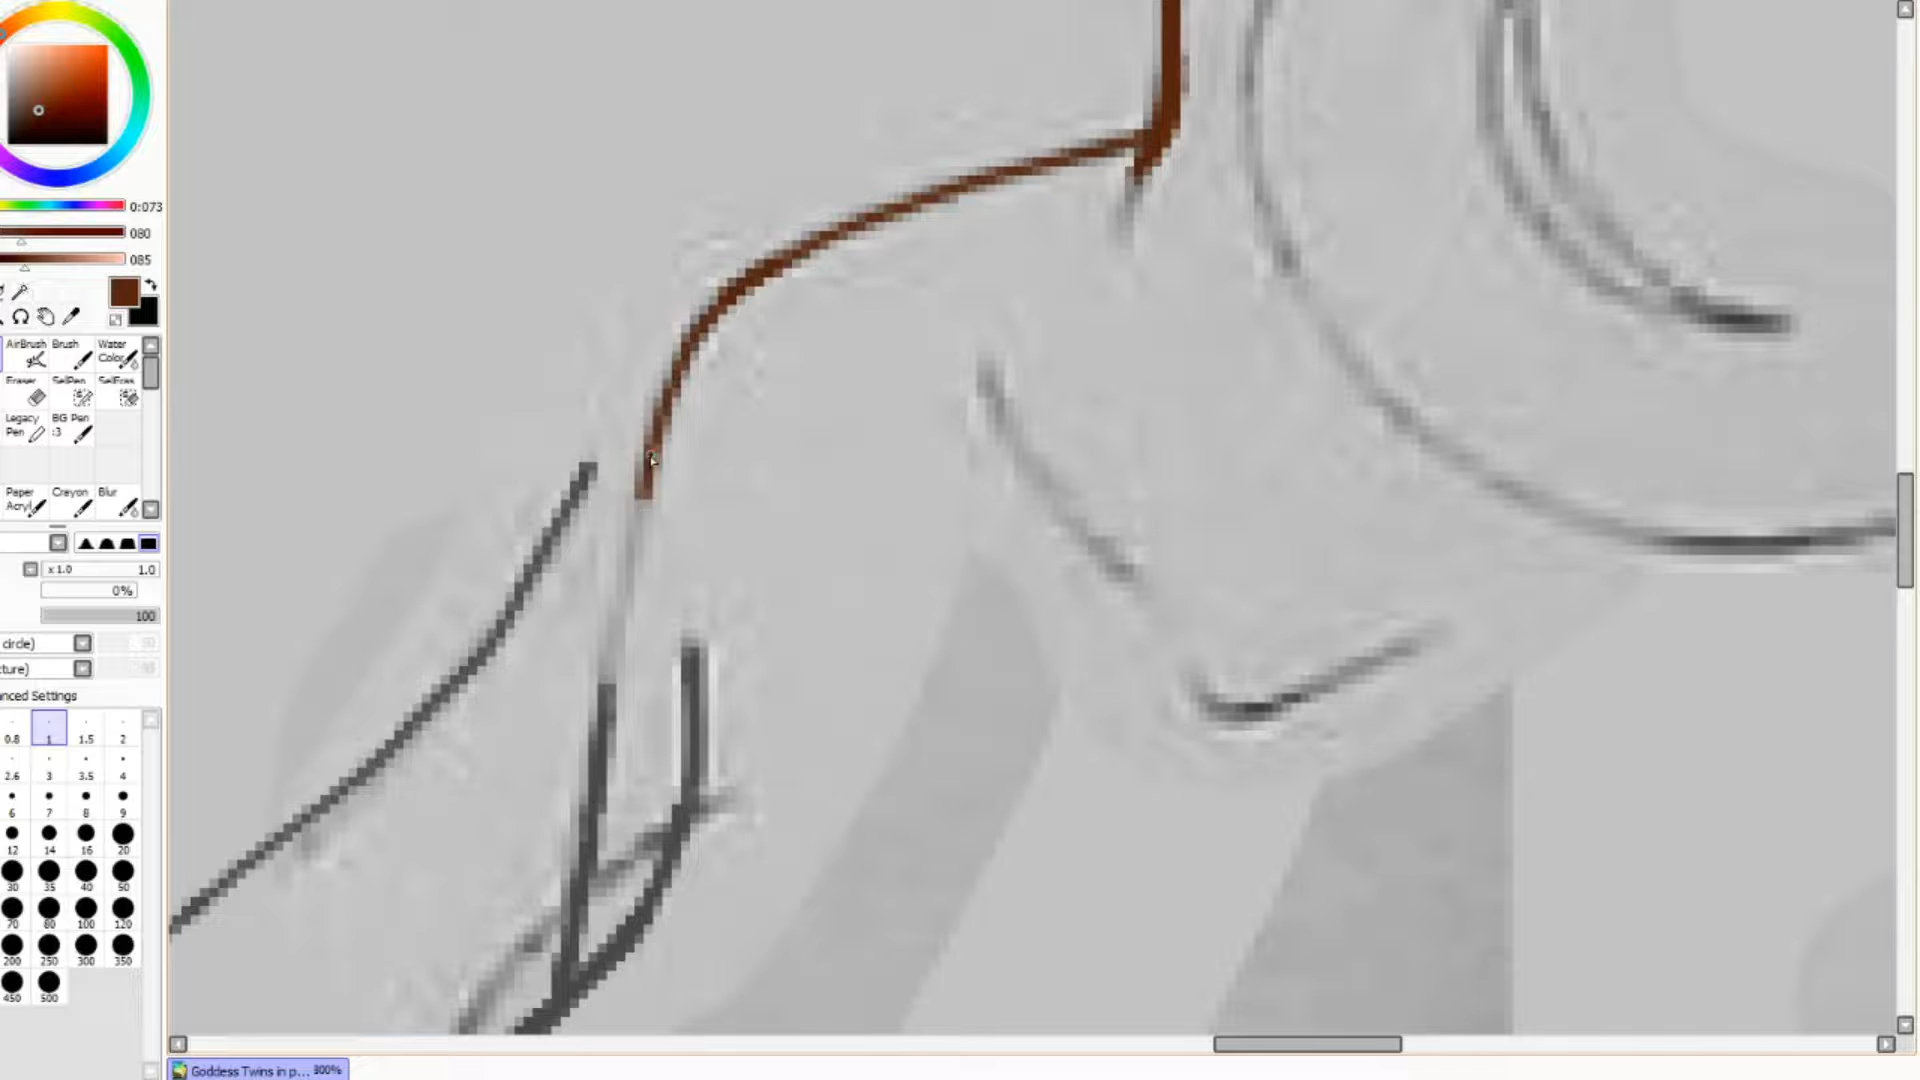 0:073
080
085
AirBrush Brush Water
Color
Eraser SelPen SelEras
Legacy BG Pen
Pen :3
Paper Crayon Blur
Acryl
x 1.0 1.0
0%
100
circle)
ture)
nced Settings
0.8 1 1.5 2
2.6 3 3.5 4
6 7 8 9
12 14 16 20
30 35 40 50
70 80 100 120
200 250 300 350
450 500
Goddess Twins in p... 300%